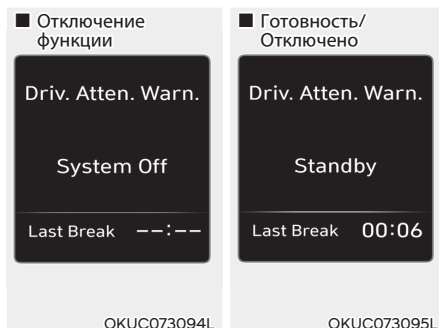 ■ Отключение
функции
Driv. Atten. Warn.
System Off
Last Break --:--
OKUC073094L
■ Готовность/
Отключено
Driv. Atten. Warn.
Standby
Last Break 00:06
OKUC073095L